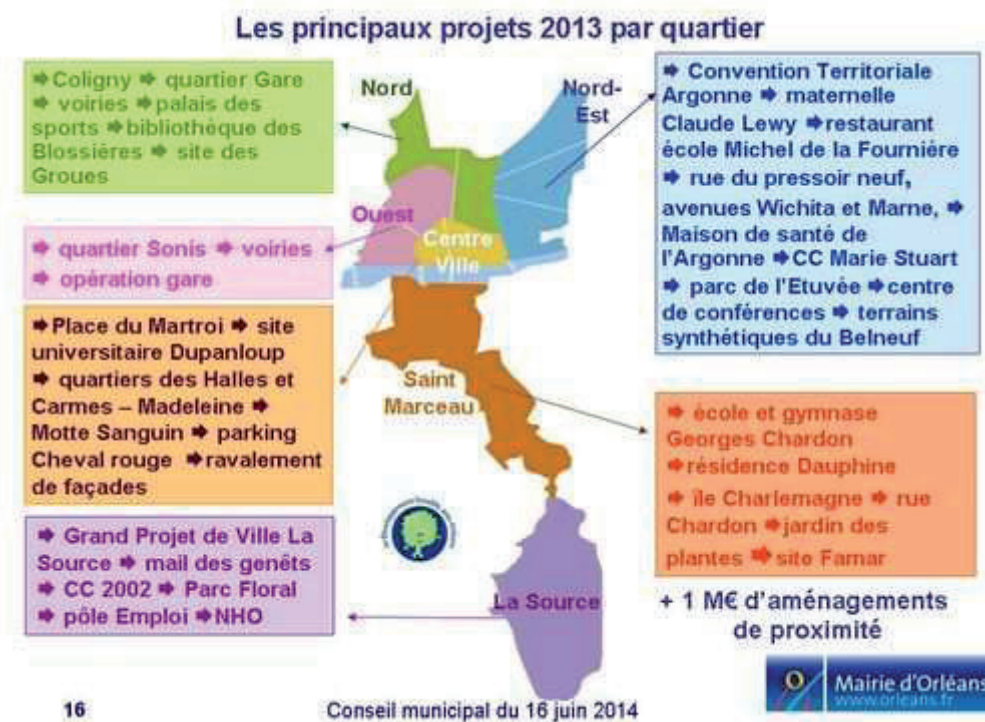 Les principaux projets 2013 par quartier
➡Coligny ➡ quartier Gare
➡ voiries ➡palais des
sports ➡bibliothèque des
Blossières ➡ site des
Groues
➡ quartier Sonis ➡ voiries
➡ opération gare
➡Place du Martroi ➡ site
universitaire Dupanloup
➡ quartiers des Halles et
Carmes – Madeleine ➡
Motte Sanguin ➡ parking
Cheval rouge ➡ravalement
de façades
➡ Grand Projet de Ville La
Source ➡ mail des genêts
➡ CC 2002 ➡ Parc Floral
➡ pôle Emploi ➡NHO
Nord
Nord-
Est
Ouest
Centre
Ville
Saint
Marceau
La Source
➡ Convention Territoriale
Argonne ➡ maternelle
Claude Lewy ➡restaurant
école Michel de la Fournière
➡ rue du pressoir neuf,
avenues Wichita et Marne, ➡
Maison de santé de
l'Argonne ➡CC Marie Stuart
➡ parc de l'Etuvée ➡centre
de conférences ➡ terrains
synthétiques du Belneuf
➡ école et gymnase
Georges Chardon
➡résidence Dauphine
➡ île Charlemagne ➡ rue
Chardon ➡jardin des
plantes ➡ site Famar
+ 1 M€ d'aménagements
de proximité
Mairie d'Orléans
www.orleans.fr
16
Conseil municipal du 16 juin 2014